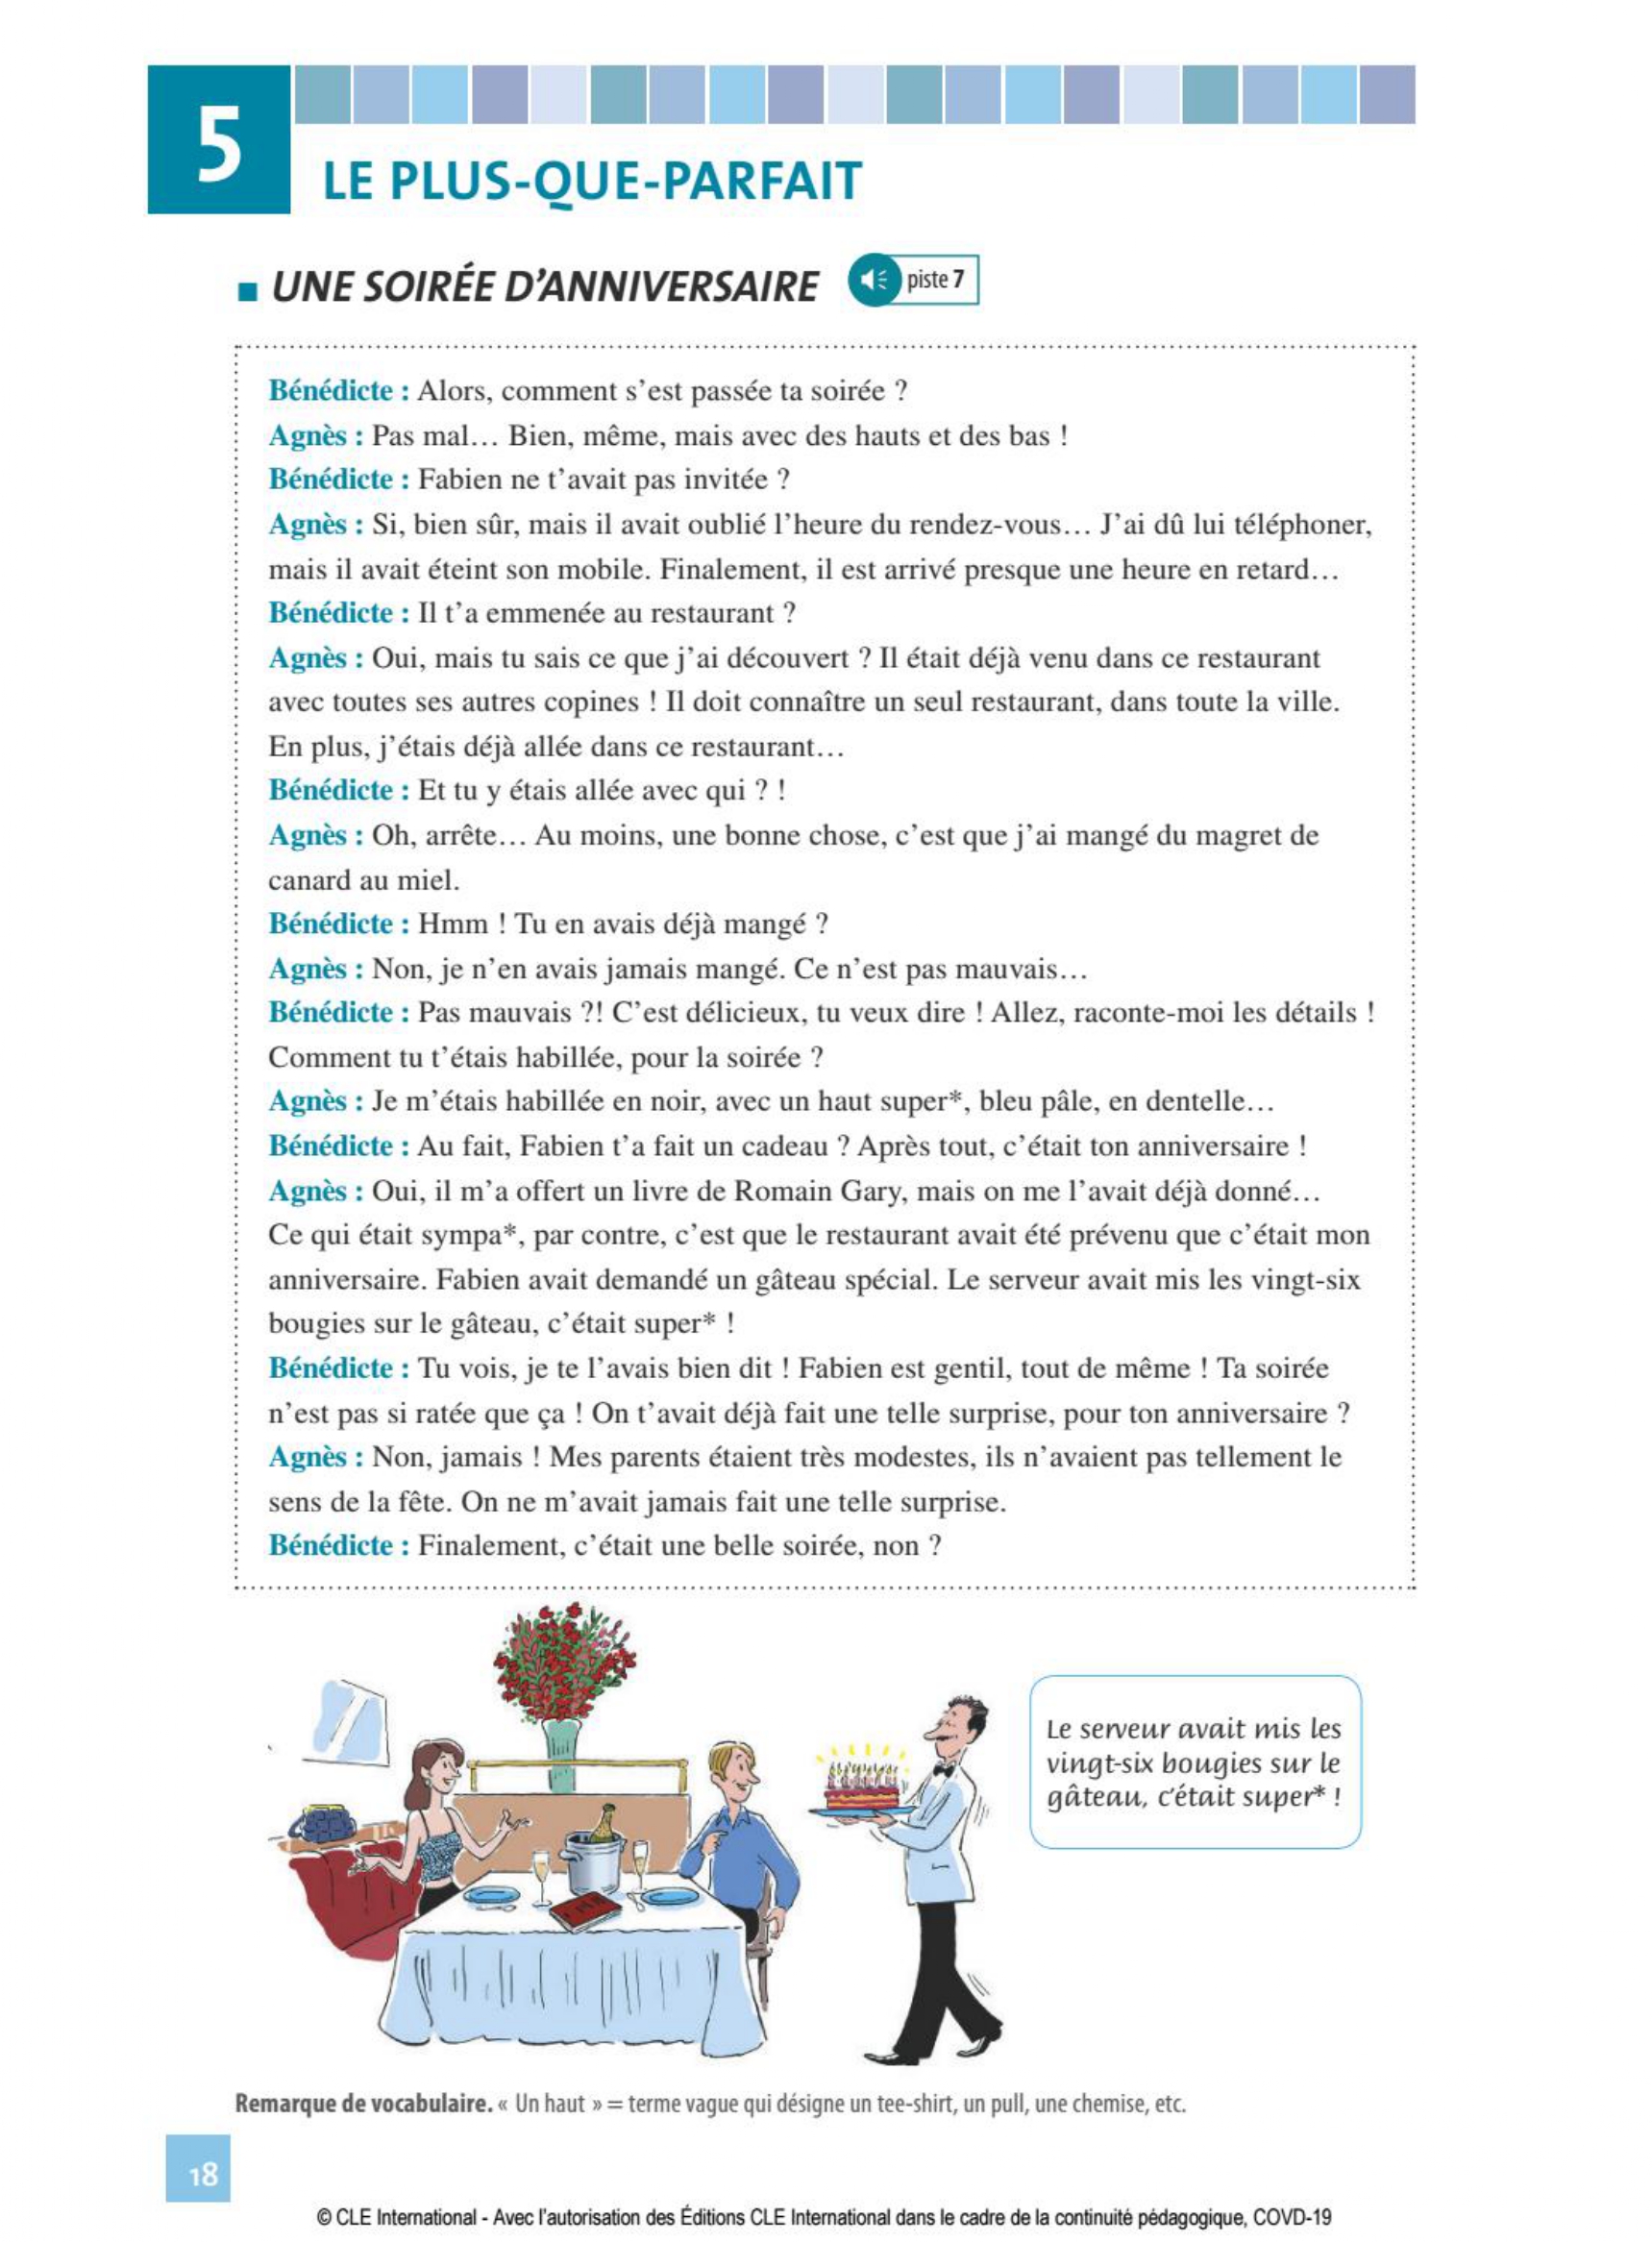 5
LE PLUS-QUE-PARFAIT
UNE SOIRÉE D'ANNIVERSAIRE
piste 7
Bénédicte : Alors, comment s'est passée ta soirée ?
Agnès : Pas mal… Bien, même, mais avec des hauts et des bas !
Bénédicte : Fabien ne t'avait pas invitée ?
Agnès : Si, bien sûr, mais il avait oublié l'heure du rendez-vous… J'ai dû lui téléphoner,
mais il avait éteint son mobile. Finalement, il est arrivé presque une heure en retard…
Bénédicte : Il t'a emmenée au restaurant ?
Agnès : Oui, mais tu sais ce que j'ai découvert ? Il était déjà venu dans ce restaurant
avec toutes ses autres copines ! Il doit connaître un seul restaurant, dans toute la ville.
En plus, j'étais déjà allée dans ce restaurant…
Bénédicte : Et tu y étais allée avec qui ? !
Agnès : Oh, arrête… Au moins, une bonne chose, c'est que j'ai mangé du magret de
canard au miel.
Bénédicte : Hmm ! Tu en avais déjà mangé ?
Agnès : Non, je n'en avais jamais mangé. Ce n'est pas mauvais…
Bénédicte : Pas mauvais ?! C'est délicieux, tu veux dire ! Allez, raconte-moi les détails !
Comment tu t'étais habillée, pour la soirée ?
Agnès : Je m'étais habillée en noir, avec un haut super*, bleu pâle, en dentelle…
Bénédicte : Au fait, Fabien t'a fait un cadeau ? Après tout, c'était ton anniversaire !
Agnès : Oui, il m'a offert un livre de Romain Gary, mais on me l'avait déjà donné…
Ce qui était sympa*, par contre, c'est que le restaurant avait été prévenu que c'était mon
anniversaire. Fabien avait demandé un gâteau spécial. Le serveur avait mis les vingt-six
bougies sur le gâteau, c'était super* !
Bénédicte : Tu vois, je te l'avais bien dit ! Fabien est gentil, tout de même ! Ta soirée
n'est pas si ratée que ça ! On t'avait déjà fait une telle surprise, pour ton anniversaire ?
Agnès : Non, jamais ! Mes parents étaient très modestes, ils n'avaient pas tellement le
sens de la fête. On ne m'avait jamais fait une telle surprise.
Bénédicte : Finalement, c'était une belle soirée, non ?
Le serveur avait mis les
vingt-six bougies sur le
gâteau, c'était super* !
Remarque de vocabulaire. « Un haut » = terme vague qui désigne un tee-shirt, un pull, une chemise, etc.
18
© CLE International - Avec l'autorisation des Éditions CLE International dans le cadre de la continuité pédagogique, COVD-19